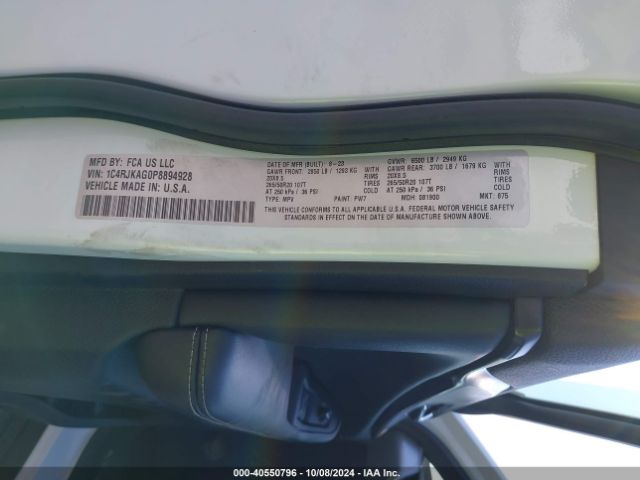 MFD BY: FCA US LLC
VIN: 1C4RJKAG0P8894928
VEHICLE MADE IN U.S.A.
DATE OF MFR (BUILT): 8-23 GVWR: 6500 LB / 2949 KG
GAWR FRONT: 2850 LB / 1293 KG WITH GAWR REAR: 3700 LB / 1679 KG WITH
20X8.5 RIMS 20X8.5 RIMS
265/50R20 107T TIRES 265/50R20 107T TIRES
AT 250 kPa / 36 PSI COLD AT 250 kPa / 36 PSI COLD
TYPE: MPV PAINT: PW7 MDH: 081900 MKT: 875
THIS VEHICLE CONFORMS TO ALL APPLICABLE U.S.A. FEDERAL MOTOR VEHICLE SAFETY
STANDARDS IN EFFECT ON THE DATE OF MANUFACTURE SHOWN ABOVE.
000-40550796 - 10/08/2024 - IAA Inc.